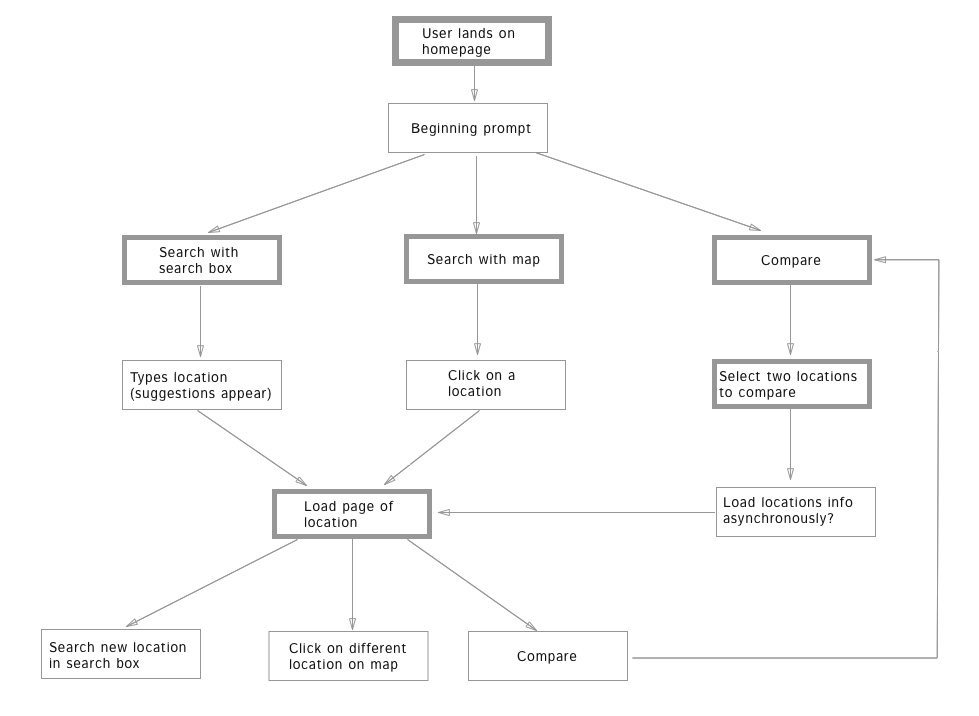 User lands on
homepage
Beginning prompt
Search with
search box
Search with map
Compare
Types location
(suggestions appear)
Click on a
location
Select two locations
to compare
Load page of
location
Load locations info
asynchronously?
Search new location
in search box
Click on different
location on map
Compare